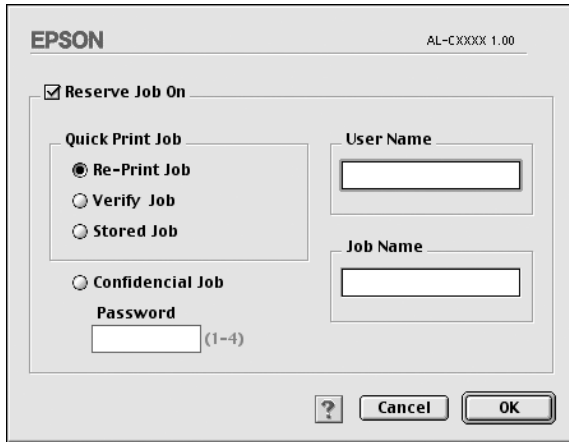 EPSON
AL-CXXXX 1.00
Reserve Job On
Quick Print Job
Re-Print Job
Verify Job
Stored Job
Confidencial Job
Password
(1-4)
User Name
Job Name
?
Cancel
OK